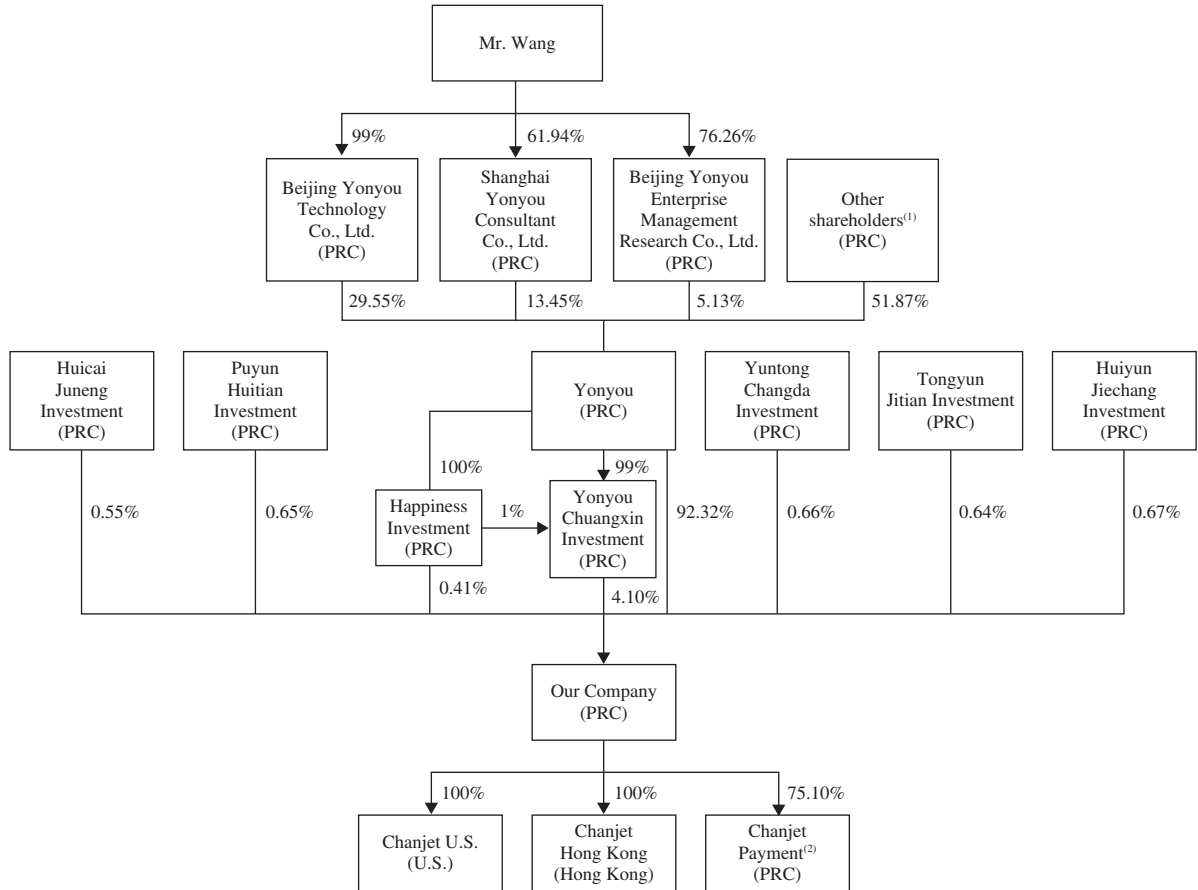 Mr. Wang
99%
61.94%
76.26%
Beijing Yonyou
Technology
Co., Ltd.
(PRC)
Shanghai
Yonyou
Consultant
Co., Ltd.
(PRC)
Beijing Yonyou
Enterprise
Management
Research Co., Ltd.
(PRC)
Other
shareholders(1)
(PRC)
29.55%
13.45%
5.13%
51.87%
Huicai
Juneng
Investment
(PRC)
Puyun
Huitian
Investment
(PRC)
Yonyou
(PRC)
Yuntong
Changda
Investment
(PRC)
Tongyun
Jitian Investment
(PRC)
Huiyun
Jiechang
Investment
(PRC)
100%
99%
Happiness
Investment
(PRC)
1%
Yonyou
Chuangxin
Investment
(PRC)
0.55%
0.65%
92.32%
0.66%
0.64%
0.67%
0.41%
4.10%
Our Company
(PRC)
100%
100%
75.10%
Chanjet U.S.
(U.S.)
Chanjet
Hong Kong
(Hong Kong)
Chanjet
Payment(2)
(PRC)